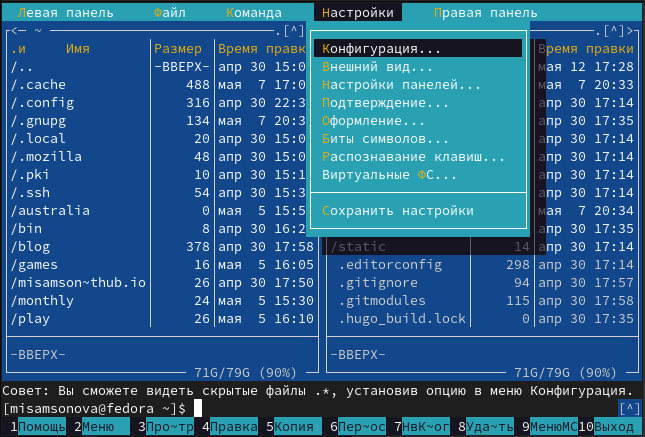 Левая панель Файл Команда Настройки Правая панель
<─ ~ .[^] .[^]>
.и Имя Размер Время правки Время правки
/.. –ВВЕРХ– апр 30 15:0 Конфигурация... мая 12 17:28
/.cache 488 мая 7 17:0 Внешний вид... мая 7 20:33
/.config 316 апр 30 22:3 Настройки панелей... апр 30 17:14
/.gnupg 134 мая 7 20:3 Подтверждение... апр 30 17:35
/.local 20 апр 30 15:0 Оформление... апр 30 17:14
/.mozilla 48 апр 30 15:0 Биты символов... апр 30 17:14
/.pki 10 апр 30 15:1 Распознавание клавиш... апр 30 17:14
/.ssh 54 апр 30 15:3 Виртуальные ФС... апр 30 17:14
/australia 0 мая 5 15:5 Сохранить настройки мая 7 20:34
/bin 8 апр 30 16:2 апр 30 17:35
/blog 378 апр 30 17:58 /static 14 апр 30 17:14
/games 16 мая 5 16:05 .editorconfig 298 апр 30 17:14
/misamson~thub.io 26 апр 30 17:50 .gitignore 94 апр 30 17:57
/monthly 24 мая 5 15:30 .gitmodules 115 апр 30 17:58
/play 26 мая 5 16:10 .hugo_build.lock 0 апр 30 17:35
–ВВЕРХ– –ВВЕРХ–
71G/79G (90%) 71G/79G (90%)
Совет: Вы сможете видеть скрытые файлы .*, установив опцию в меню Конфигурация.
[misamsonova@fedora ~]$ [^]
1Помощь 2Меню 3Про~тр 4Правка 5Копия 6Пер~ос 7НвК~ог 8Уда~ть 9МенюMC 10Выход